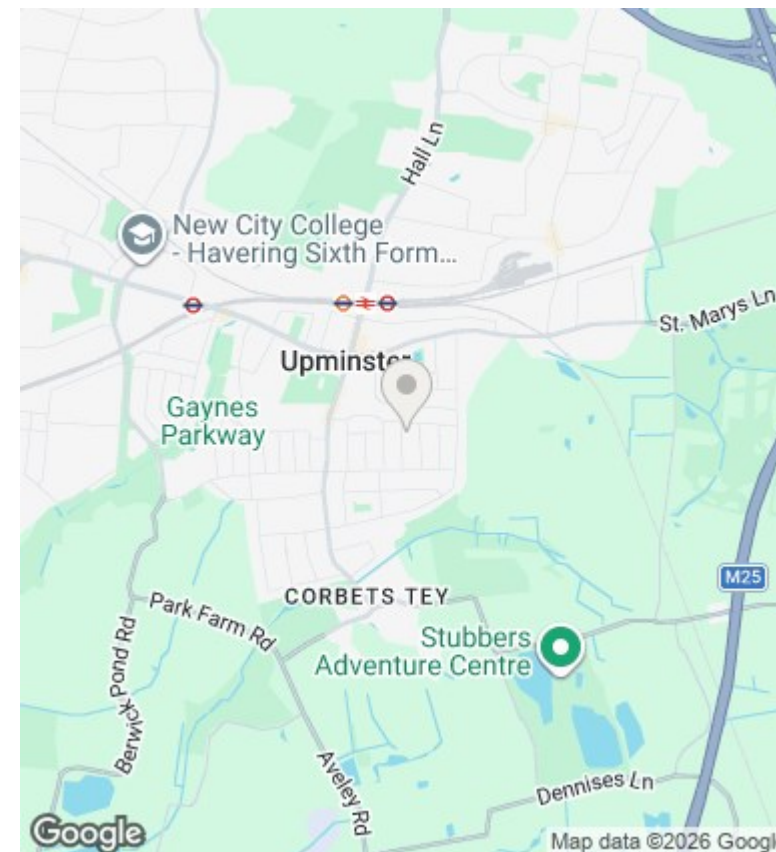 Hall Ln
New City College
- Havering Sixth Form...
St. Marys Ln
Upminster
Gaynes
Parkway
M25
CORBETS TEY
Park Farm Rd
Stubbers
Adventure Centre
Berwick Pond Rd
Aveley Rd
Dennises Ln
Google
Map data ©2026 Googl